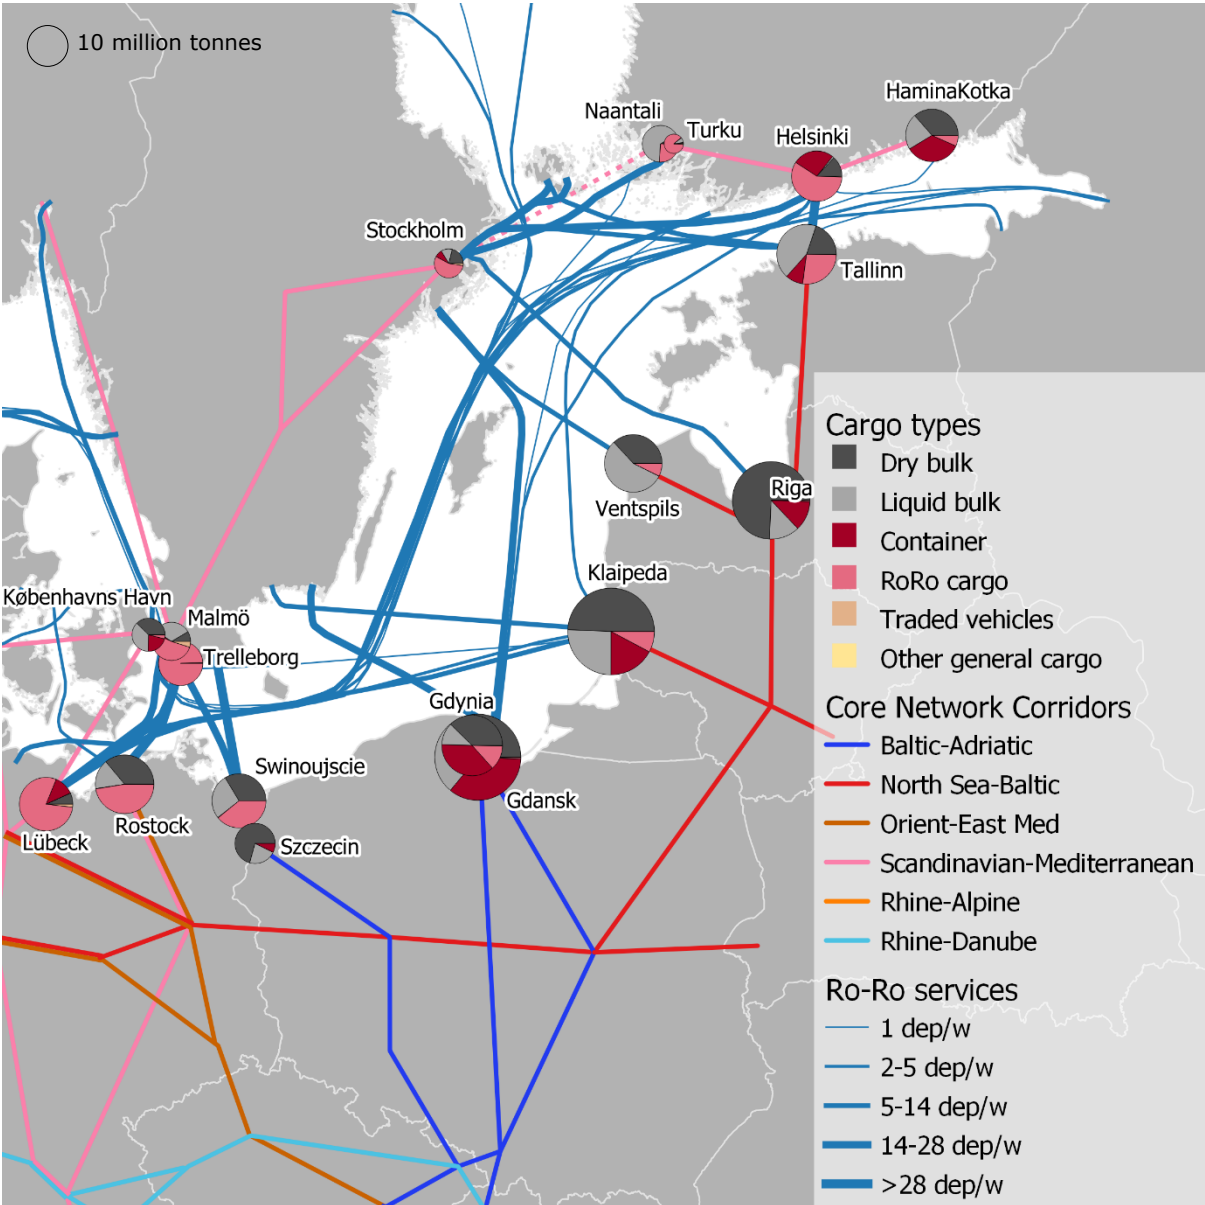 10 million tonnes
HaminaKotka
Naantali
Turku
Helsinki
Stockholm
Tallinn
Riga
Ventspils
Klaipeda
Københavns Havn
Malmö
Trelleborg
Gdynia
Gdansk
Swinoujscie
Rostock
Lübeck
Szczecin
Cargo types
Dry bulk
Liquid bulk
Container
RoRo cargo
Traded vehicles
Other general cargo
Core Network Corridors
Baltic-Adriatic
North Sea-Baltic
Orient-East Med
Scandinavian-Mediterranean
Rhine-Alpine
Rhine-Danube
Ro-Ro services
1 dep/w
2-5 dep/w
5-14 dep/w
14-28 dep/w
>28 dep/w